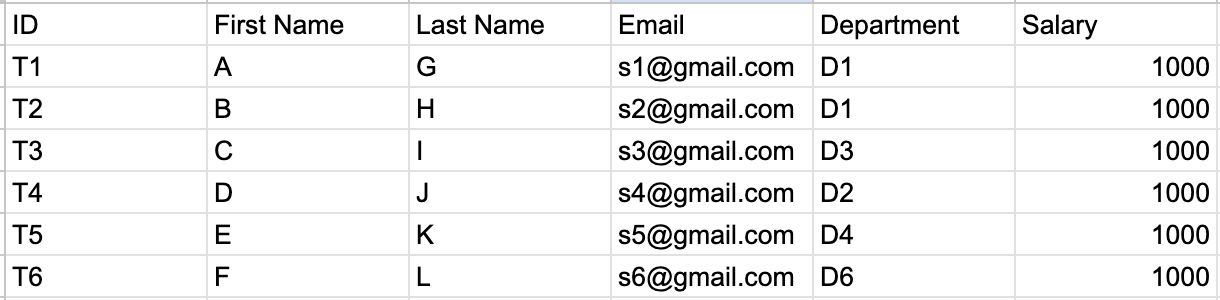 ID First Name Last Name Email Department Salary
T1 A G s1@gmail.com D1 1000
T2 B H s2@gmail.com D1 1000
T3 C I s3@gmail.com D3 1000
T4 D J s4@gmail.com D2 1000
T5 E K s5@gmail.com D4 1000
T6 F L s6@gmail.com D6 1000